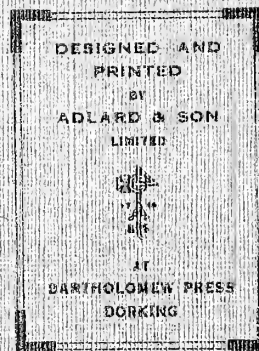 DESIGNED AND
PRINTED
BY
ADLARD & SON
LIMITED
AT
BARTHOLOMEW PRESS
DORKING